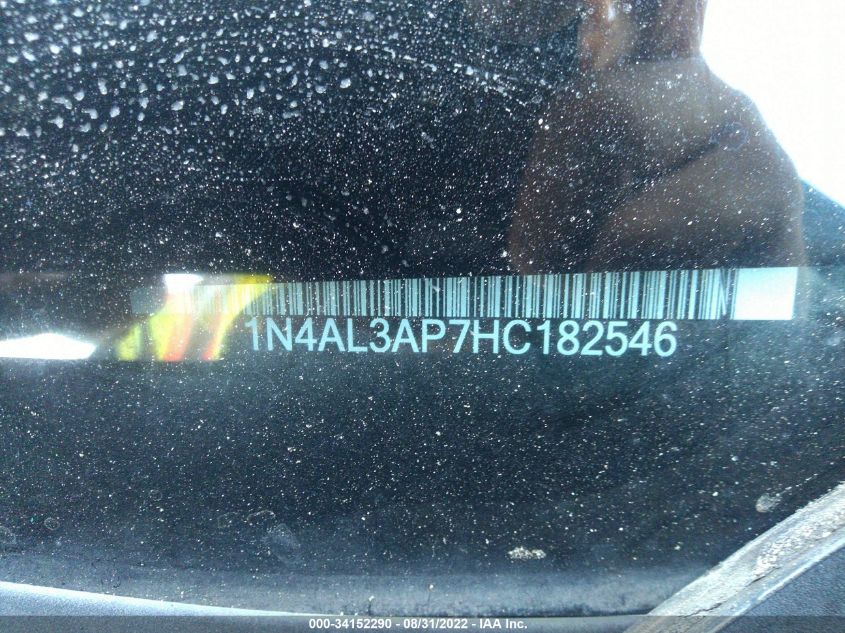 1N4AL3AP7HC182546
000-34152290 - 08/31/2022 - IAA Inc.